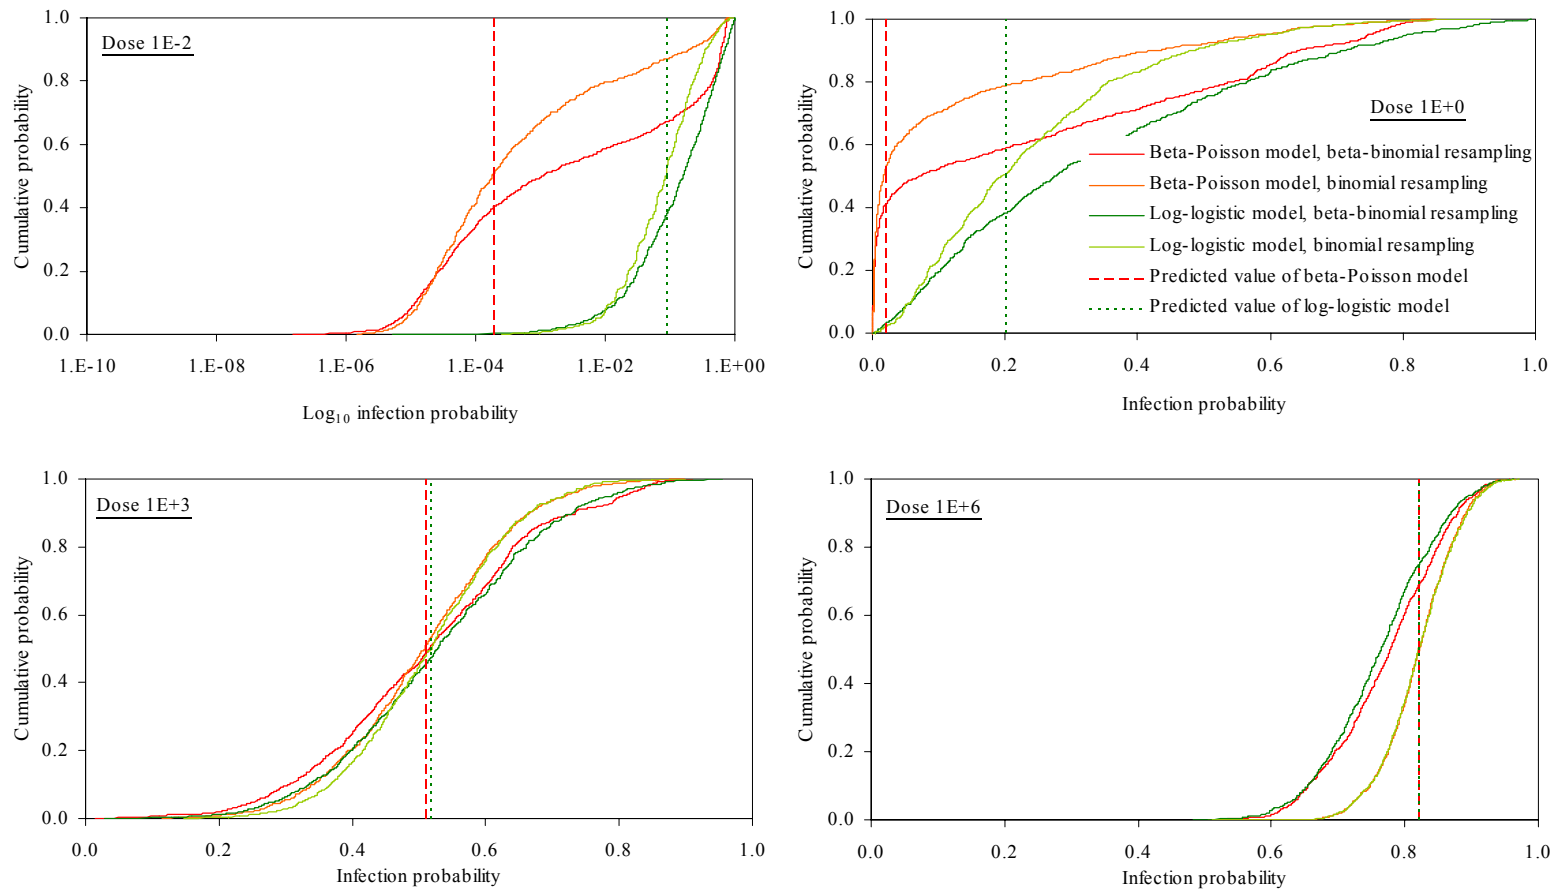 Dose 1E-2
Cumulative probability
1.0
0.8
0.6
0.4
0.2
0.0
1.E-10 1.E-08 1.E-06 1.E-04 1.E-02 1.E+00
Log10 infection probability
Dose 1E+0
Cumulative probability
1.0
0.8
0.6
0.4
0.2
0.0
Beta-Poisson model, beta-binomial resampling
Beta-Poisson model, binomial resampling
Log-logistic model, beta-binomial resampling
Log-logistic model, binomial resampling
Predicted value of beta-Poisson model
Predicted value of log-logistic model
0.0 0.2 0.4 0.6 0.8 1.0
Infection probability
Dose 1E+3
Cumulative probability
1.0
0.8
0.6
0.4
0.2
0.0
0.0 0.2 0.4 0.6 0.8 1.0
Infection probability
Dose 1E+6
Cumulative probability
1.0
0.8
0.6
0.4
0.2
0.0
0.0 0.2 0.4 0.6 0.8 1.0
Infection probability